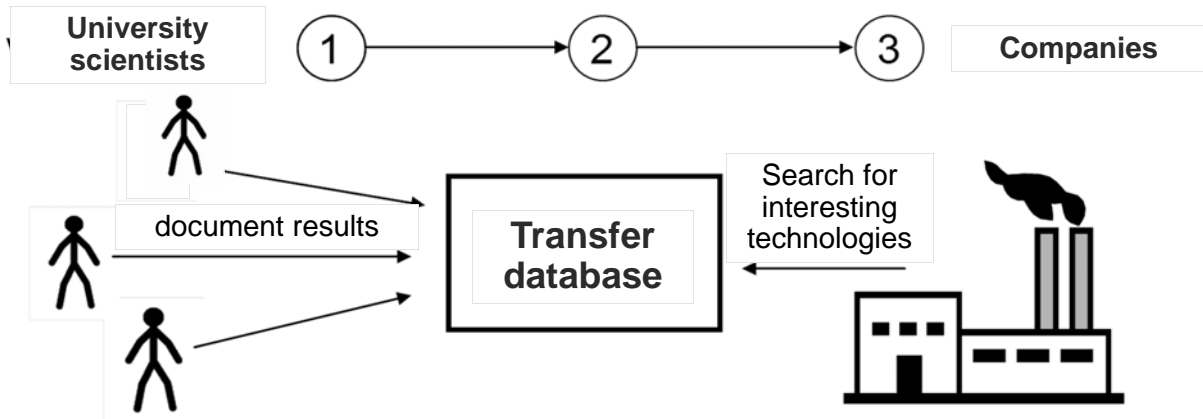 University
scientists
1
2
3
Companies
document results
Transfer
database
Search for
interesting
technologies